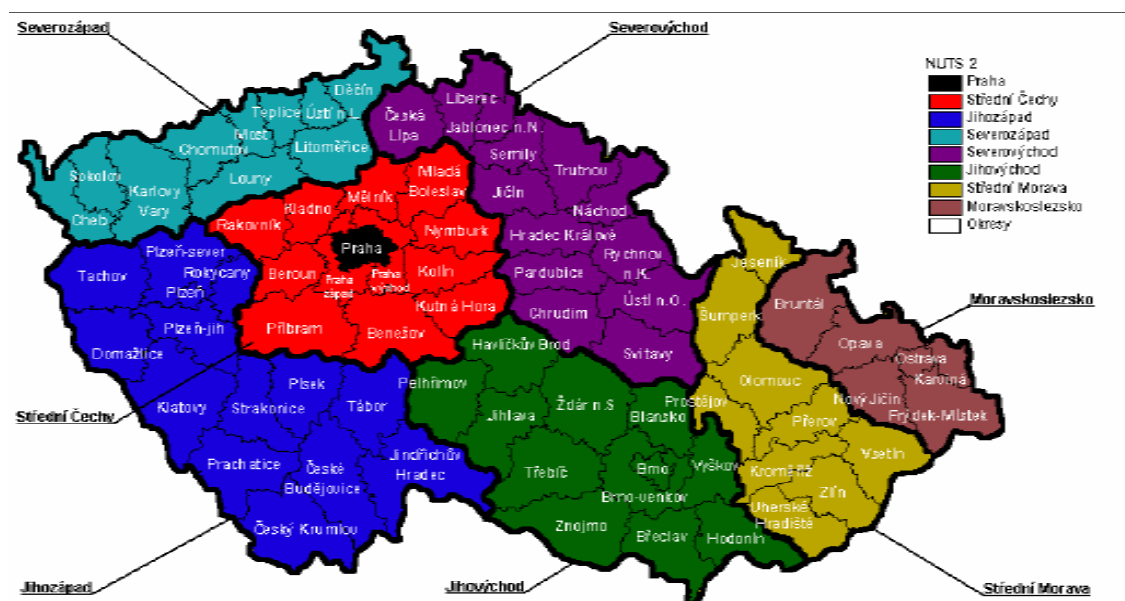 Severozápad
Severovýchod
NUTS 2
Praha
Střední Čechy
Jihozápad
Severozápad
Severovýchod
Jihovýchod
Střední Morava
Moravskoslezsko
Okresy
Děčín
Liberec
Teplice
Ústí n.L.
Česká
Lípa
Jablonec n.N.
Most
Chomutov
Litoměřice
Semily
Trutnov
Sokolov
Karlovy
Vary
Louny
Mladá
Boleslav
Mělník
Jičín
Cheb
Rakovník
Kladno
Náchod
Nymburk
Hradec Králové
Praha
Rychnov
n.K.
Plzeň-sever
Tachov
Rokycany
Plzeň
Beroun
Praha
západ
Praha
východ
Kolín
Pardubice
Jeseník
Ústí n.O.
Kutná Hora
Chrudim
Bruntál
Moravskoslezsko
Šumperk
Plzeň-jih
Příbram
Benešov
Havlíčkův Brod
Svitavy
Opava
Ostrava
Domažlice
Karviná
Písek
Pelhřimov
Olomouc
Klatovy
Strakonice
Tábor
Jihlava
Žďár n.S
Blansko
Prostějov
Nový Jičín
Frýdek-Místek
Přerov
Střední Čechy
Vsetín
Prachatice
České
Budějovice
Jindřichův
Hradec
Třebíč
Brno
Vyškov
Kroměříž
Zlín
Brno-venkov
Uherské
Hradiště
Český Krumlov
Znojmo
Břeclav
Hodonín
Jihozápad
Jihovýchod
Střední Morava